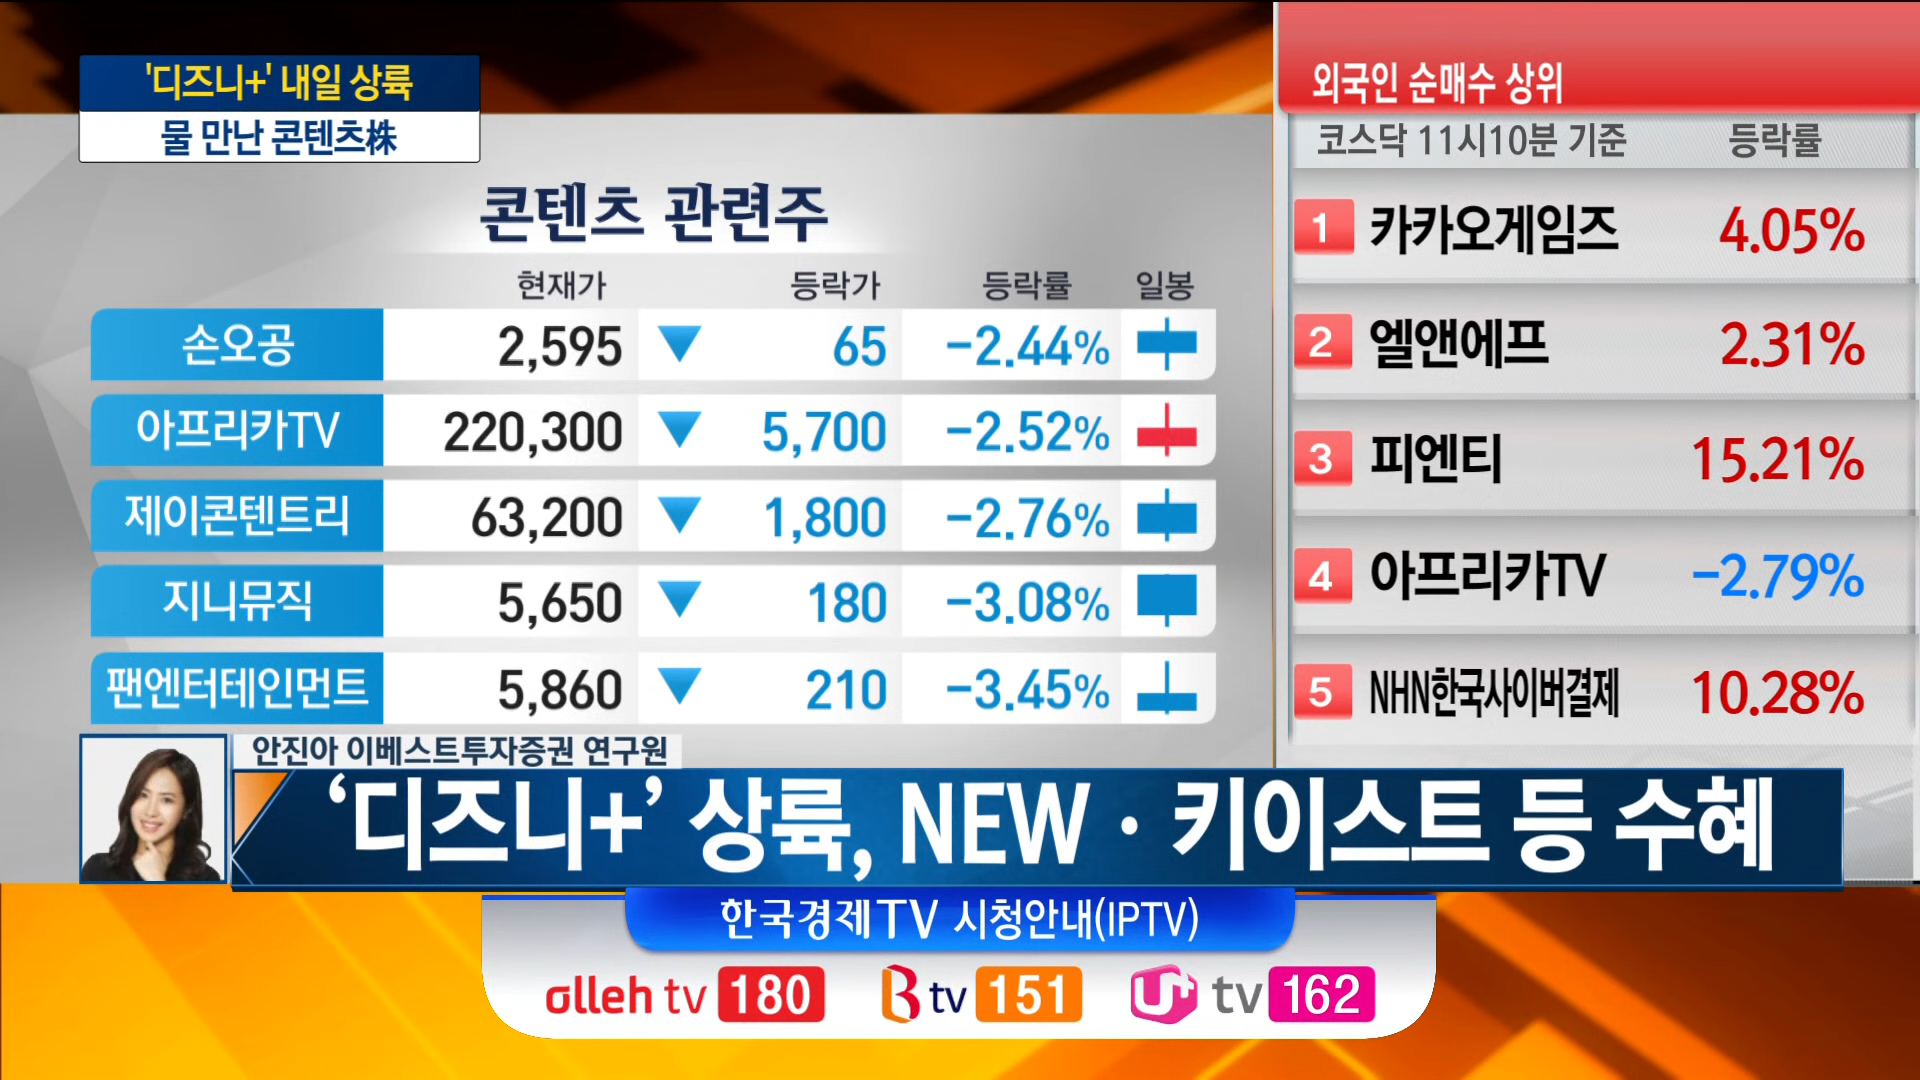 '디즈니+' 내일 상륙
물 만난 콘텐츠株
콘텐츠 관련주
현재가 등락가 등락률 일봉
손오공 2,595 ▼ 65 -2.44%
아프리카TV 220,300 ▼ 5,700 -2.52%
제이콘텐트리 63,200 ▼ 1,800 -2.76%
지니뮤직 5,650 ▼ 180 -3.08%
팬엔터테인먼트 5,860 ▼ 210 -3.45%
외국인 순매수 상위
코스닥 11시10분 기준 등락률
1 카카오게임즈 4.05%
2 엘앤에프 2.31%
3 피엔티 15.21%
4 아프리카TV -2.79%
5 NHN한국사이버결제 10.28%
안진아 이베스트투자증권 연구원
‘디즈니+’ 상륙, NEW · 키이스트 등 수혜
한국경제TV 시청안내(IPTV)
olleh tv 180 B tv 151 U+ tv 162